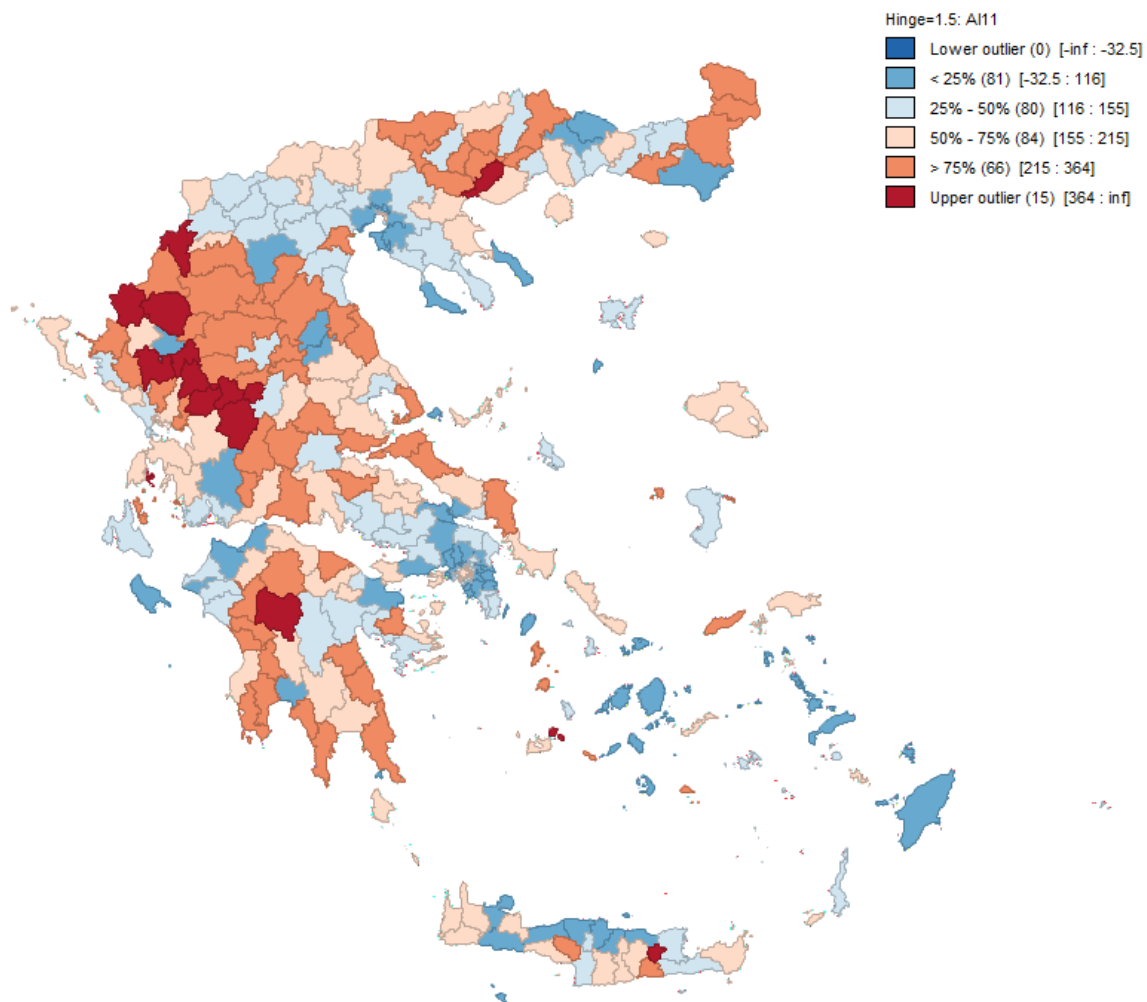 Hinge=1.5: AI11
Lower outlier (0) [-inf : -32.5]
< 25% (81) [-32.5 : 116]
25% - 50% (80) [116 : 155]
50% - 75% (84) [155 : 215]
> 75% (66) [215 : 364]
Upper outlier (15) [364 : inf]